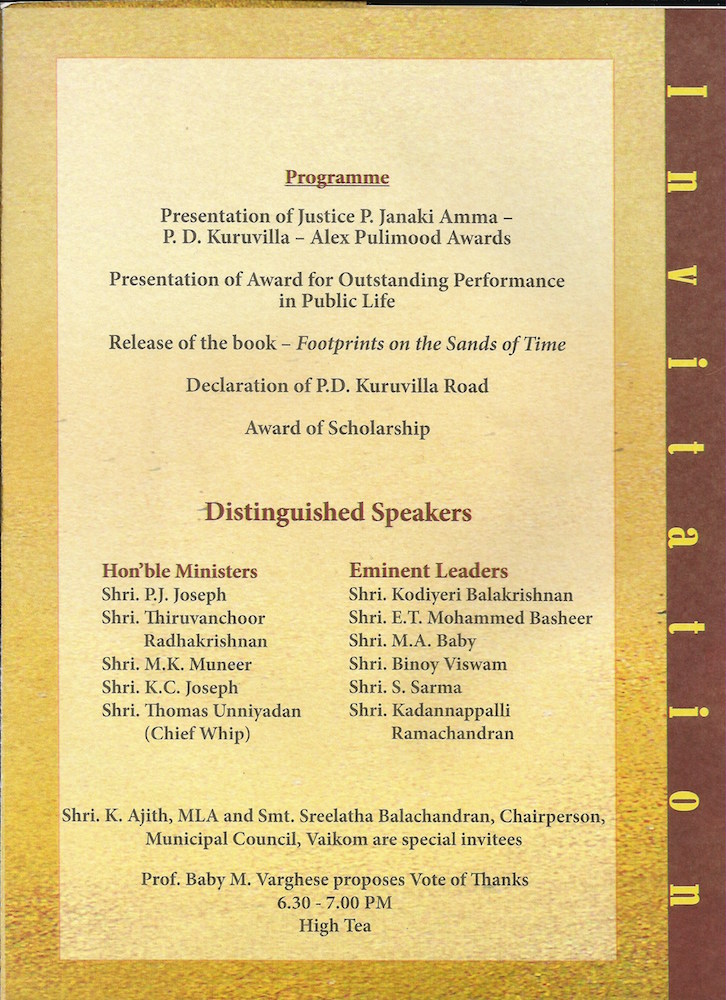 Programme
Presentation of Justice P. Janaki Amma –
P. D. Kuruvilla – Alex Pulimood Awards
Presentation of Award for Outstanding Performance
in Public Life
Release of the book – Footprints on the Sands of Time
Declaration of P.D. Kuruvilla Road
Award of Scholarship
Distinguished Speakers
Hon'ble Ministers
Shri. P.J. Joseph
Shri. Thiruvanchoor
Radhakrishnan
Shri. M.K. Muneer
Shri. K.C. Joseph
Shri. Thomas Unniyadan
(Chief Whip)
Eminent Leaders
Shri. Kodiyeri Balakrishnan
Shri. E.T. Mohammed Basheer
Shri. M.A. Baby
Shri. Binoy Viswam
Shri. S. Sarma
Shri. Kadannappalli
Ramachandran
Shri. K. Ajith, MLA and Smt. Sreelatha Balachandran, Chairperson,
Municipal Council, Vaikom are special invitees
Prof. Baby M. Varghese proposes Vote of Thanks
6.30 - 7.00 PM
High Tea
Invitation